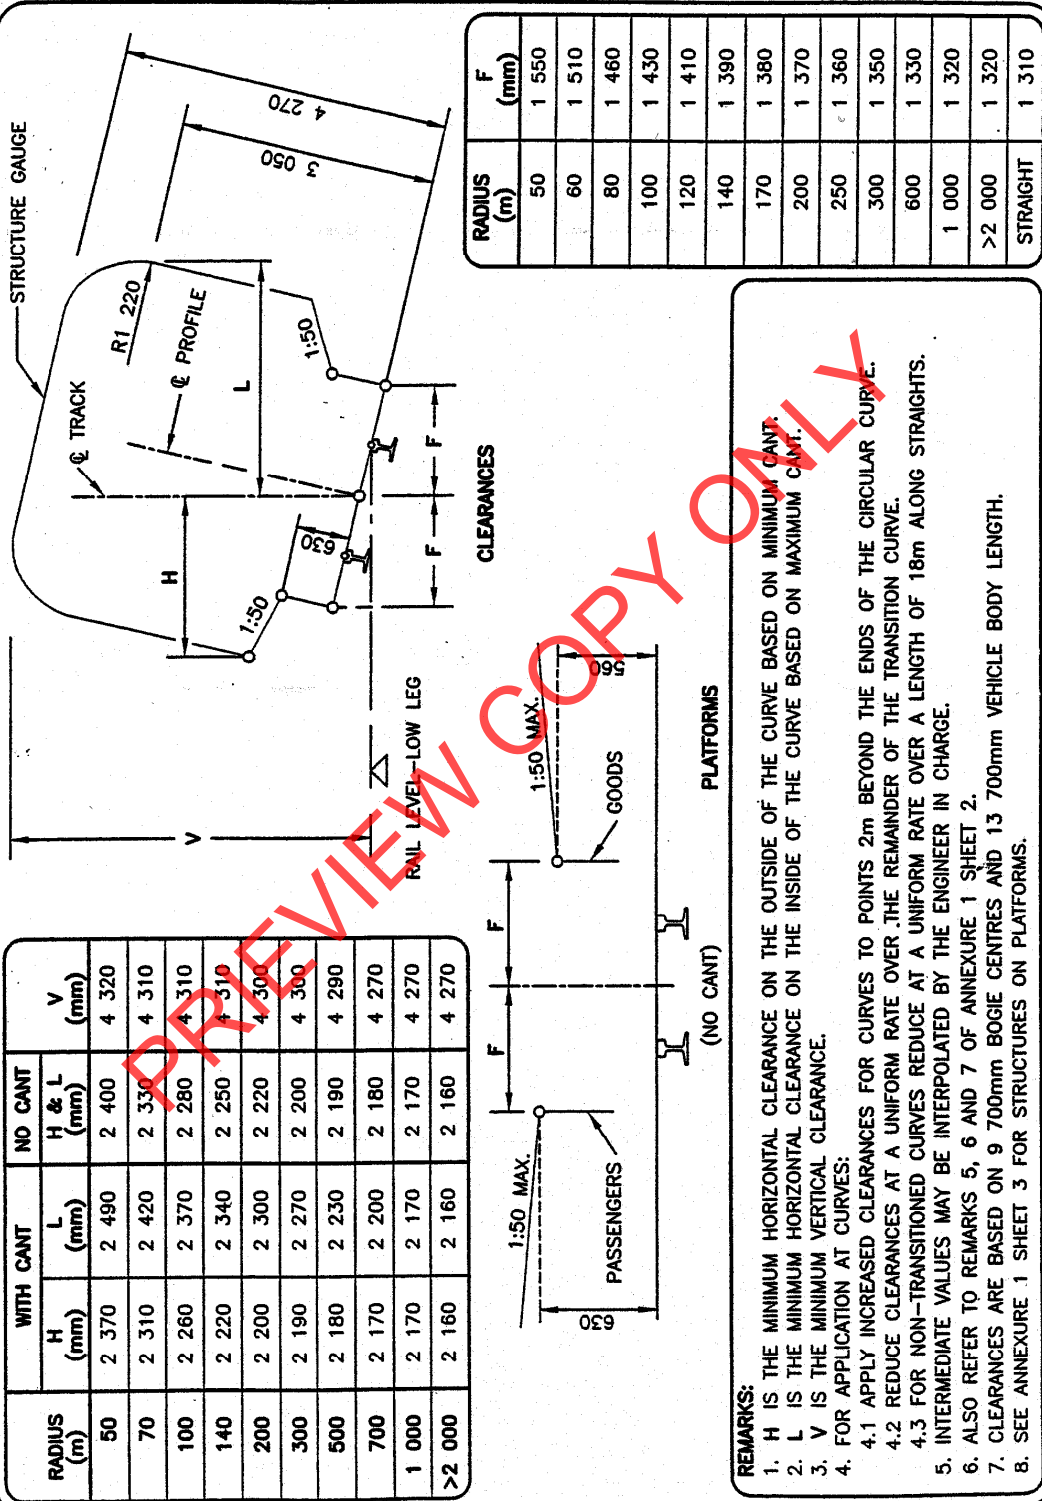 WITH CANT NO CANT
RADIUS (m) H (mm) L (mm) H & L (mm) V (mm)
50 2 370 2 490 2 400 4 320
70 2 310 2 420 2 330 4 310
100 2 260 2 370 2 280 4 310
140 2 220 2 340 2 250 4 310
200 2 200 2 300 2 220 4 300
300 2 190 2 270 2 200 4 300
500 2 180 2 230 2 190 4 290
700 2 170 2 200 2 180 4 270
1 000 2 170 2 170 2 170 4 270
>2 000 2 160 2 160 2 160 4 270
STRUCTURE GAUGE
℄ TRACK
R1 220
℄ PROFILE
4 270
3 050
H
L
V
1:50
1:50
630
F
F
RAIL LEVEL-LOW LEG
CLEARANCES
1:50 MAX.
1:50 MAX.
F
F
630
560
PASSENGERS
GOODS
(NO CANT)
PLATFORMS
RADIUS (m) F (mm)
50 1 550
60 1 510
80 1 460
100 1 430
120 1 410
140 1 390
170 1 380
200 1 370
250 1 360
300 1 350
600 1 330
1 000 1 320
>2 000 1 320
STRAIGHT 1 310
REMARKS:
1. H IS THE MINIMUM HORIZONTAL CLEARANCE ON THE OUTSIDE OF THE CURVE BASED ON MINIMUM CANT.
2. L IS THE MINIMUM HORIZONTAL CLEARANCE ON THE INSIDE OF THE CURVE BASED ON MAXIMUM CANT.
3. V IS THE MINIMUM VERTICAL CLEARANCE.
4. FOR APPLICATION AT CURVES:
4.1 APPLY INCREASED CLEARANCES FOR CURVES TO POINTS 2m BEYOND THE ENDS OF THE CIRCULAR CURVE.
4.2 REDUCE CLEARANCES AT A UNIFORM RATE OVER THE REMAINDER OF THE TRANSITION CURVE.
4.3 FOR NON-TRANSITIONED CURVES REDUCE AT A UNIFORM RATE OVER A LENGTH OF 18m ALONG STRAIGHTS.
5. INTERMEDIATE VALUES MAY BE INTERPOLATED BY THE ENGINEER IN CHARGE.
6. ALSO REFER TO REMARKS 5, 6 AND 7 OF ANNEXURE 1 SHEET 2.
7. CLEARANCES ARE BASED ON 9 700mm BOGIE CENTRES AND 13 700mm VEHICLE BODY LENGTH.
8. SEE ANNEXURE 1 SHEET 3 FOR STRUCTURES ON PLATFORMS.
PREVIEW COPY ONLY